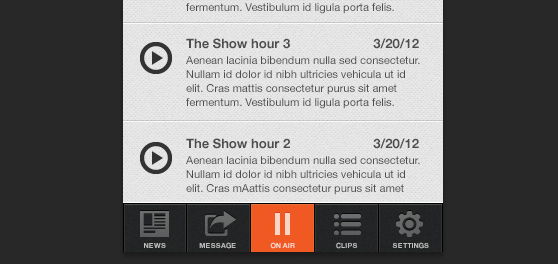 fermentum. Vestibulum id ligula porta felis.
The Show hour 3 3/20/12
Aenean lacinia bibendum nulla sed consectetur.
Nullam id dolor id nibh ultricies vehicula ut id
elit. Cras mattis consectetur purus sit amet
fermentum. Vestibulum id ligula porta felis.
The Show hour 2 3/20/12
Aenean lacinia bibendum nulla sed consectetur.
Nullam id dolor id nibh ultricies vehicula ut id
elit. Cras mAattis consectetur purus sit amet
NEWS MESSAGE ON AIR CLIPS SETTINGS